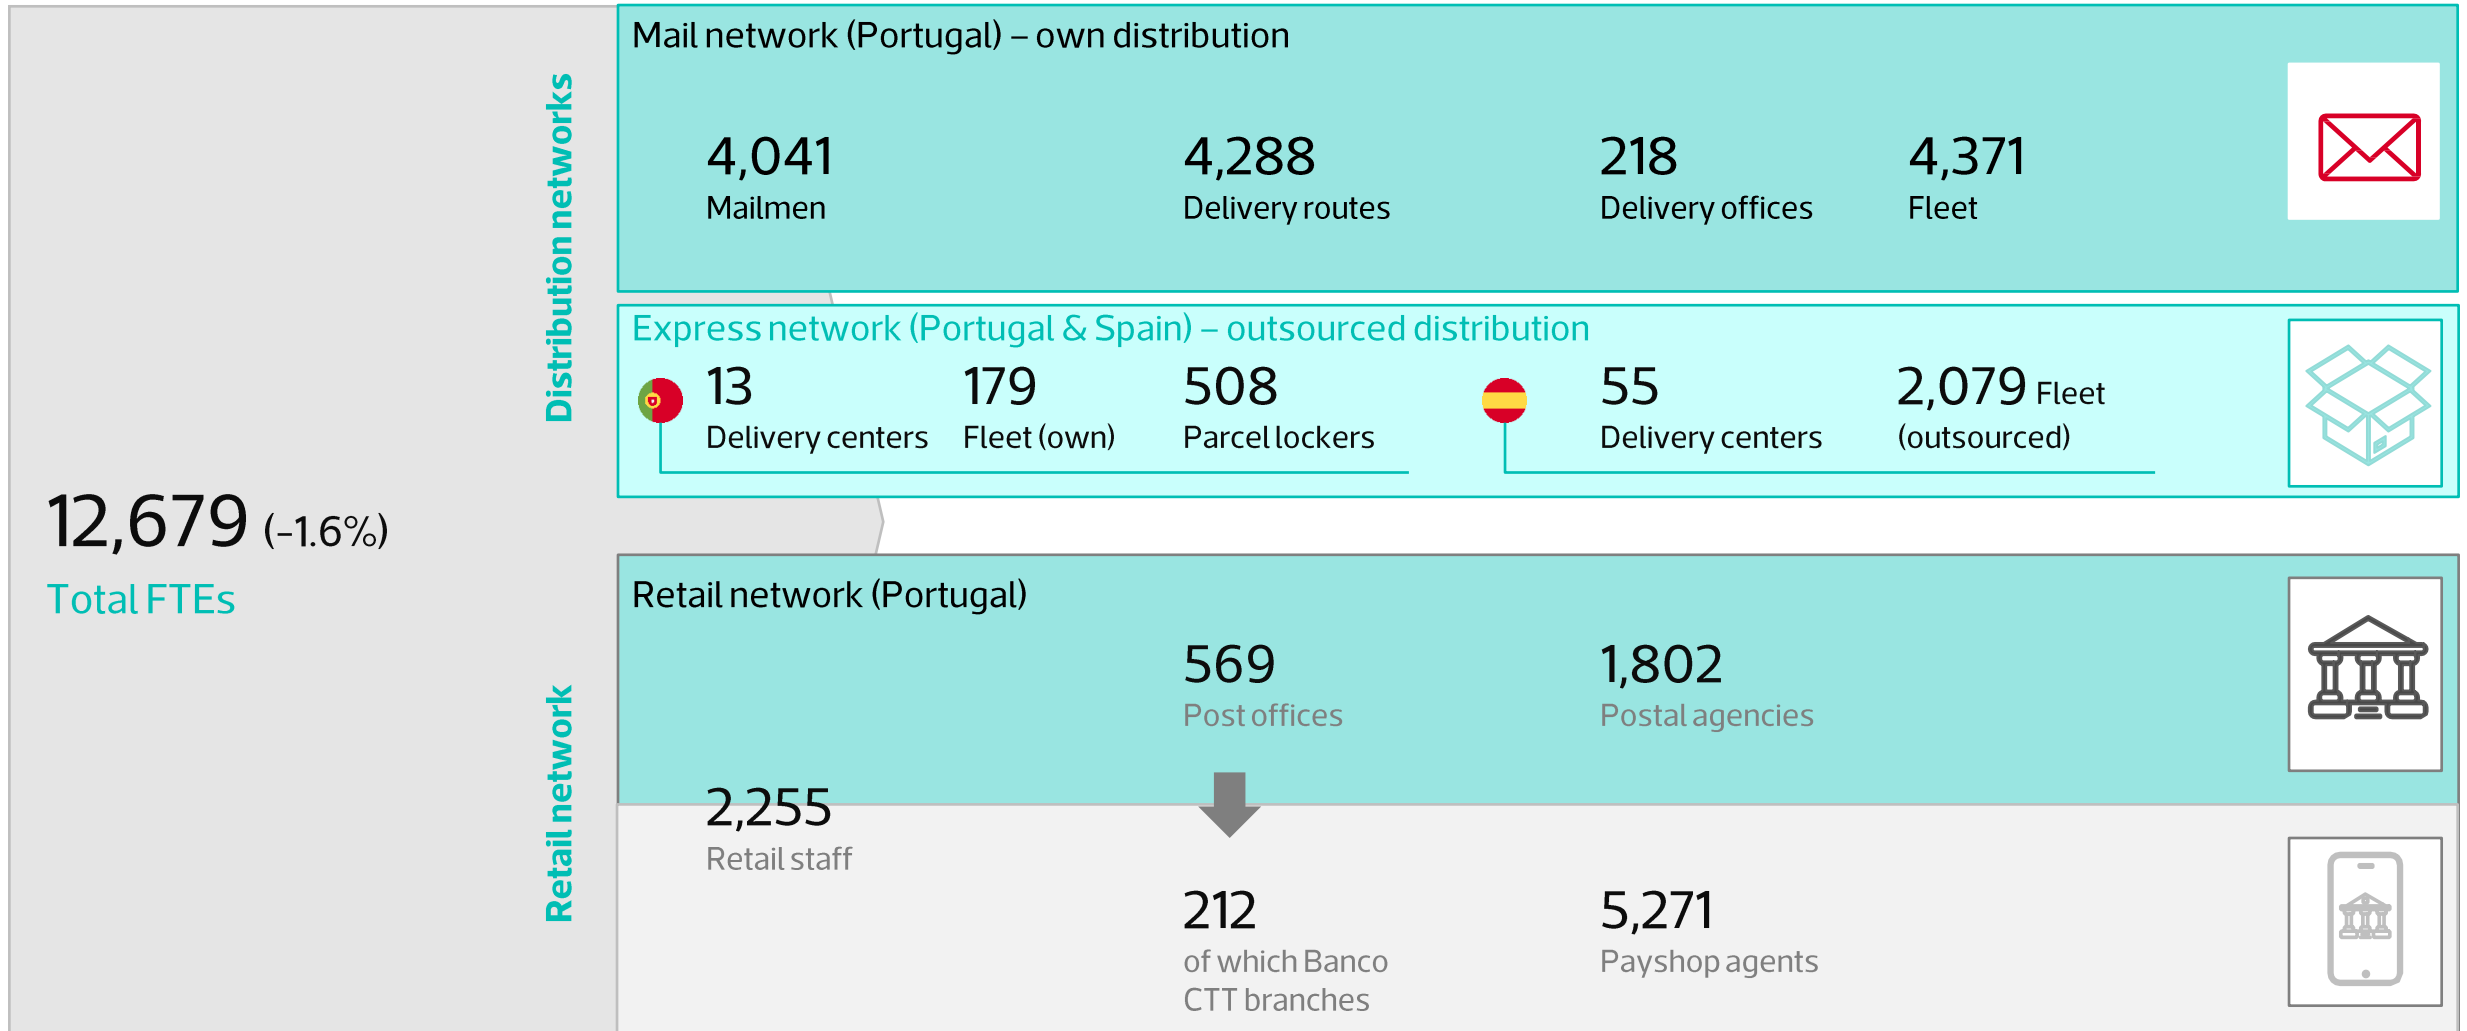 12,679 (-1.6%)
Total FTEs
Distribution networks
Mail network (Portugal) – own distribution
4,041
Mailmen
4,288
Delivery routes
218
Delivery offices
4,371
Fleet
Express network (Portugal & Spain) – outsourced distribution
13
Delivery centers
179
Fleet (own)
508
Parcel lockers
55
Delivery centers
2,079 Fleet
(outsourced)
Retail network
Retail network (Portugal)
2,255
Retail staff
569
Post offices
1,802
Postal agencies
212
of which Banco
CTT branches
5,271
Payshop agents